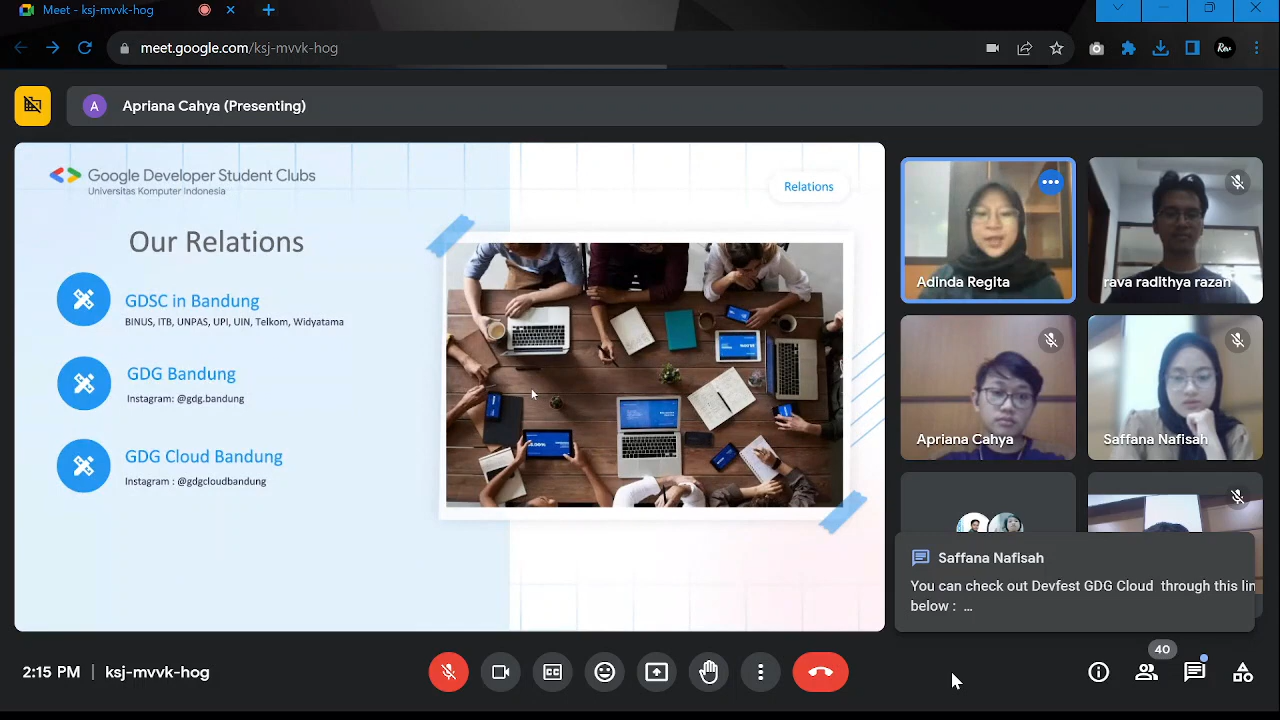 Meet - ksj-mvvk-hog
meet.google.com/ksj-mvvk-hog
Rev
A
Apriana Cahya (Presenting)
Google Developer Student Clubs
Universitas Komputer Indonesia
Relations
Our Relations
GDSC in Bandung
BINUS, ITB, UNPAS, UPI, UIN, Telkom, Widyatama
GDG Bandung
Instagram: @gdg.bandung
GDG Cloud Bandung
Instagram : @gdgcloudbandung
Adinda Regita
rava radithya razan
Apriana Cahya
Saffana Nafisah
Saffana Nafisah
You can check out Devfest GDG Cloud through this lin
below : ...
2:15 PM | ksj-mvvk-hog
CC
40